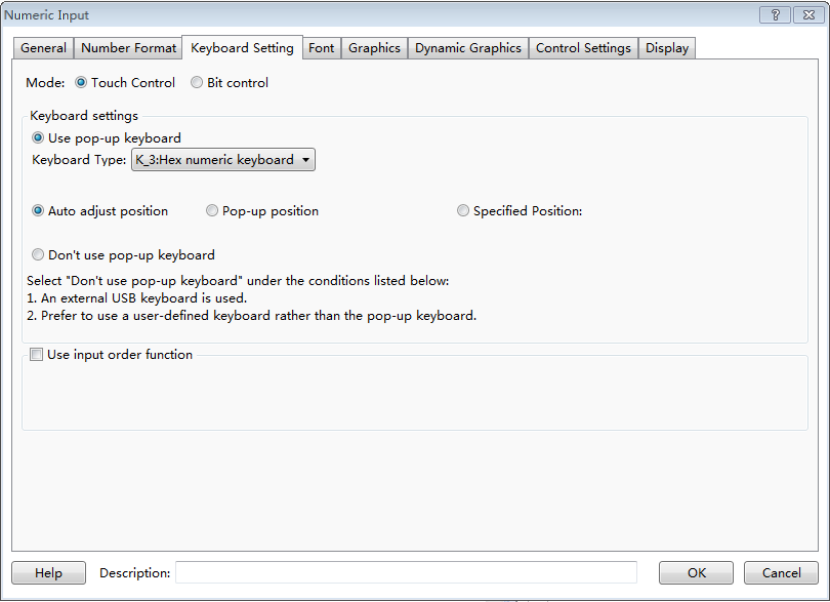 Numeric Input
General Number Format Keyboard Setting Font Graphics Dynamic Graphics Control Settings Display
Mode: Touch Control Bit control
Keyboard settings
Use pop-up keyboard
Keyboard Type: K_3:Hex numeric keyboard
Auto adjust position Pop-up position Specified Position:
Don't use pop-up keyboard
Select "Don't use pop-up keyboard" under the conditions listed below:
1. An external USB keyboard is used.
2. Prefer to use a user-defined keyboard rather than the pop-up keyboard.
Use input order function
Help Description: OK Cancel